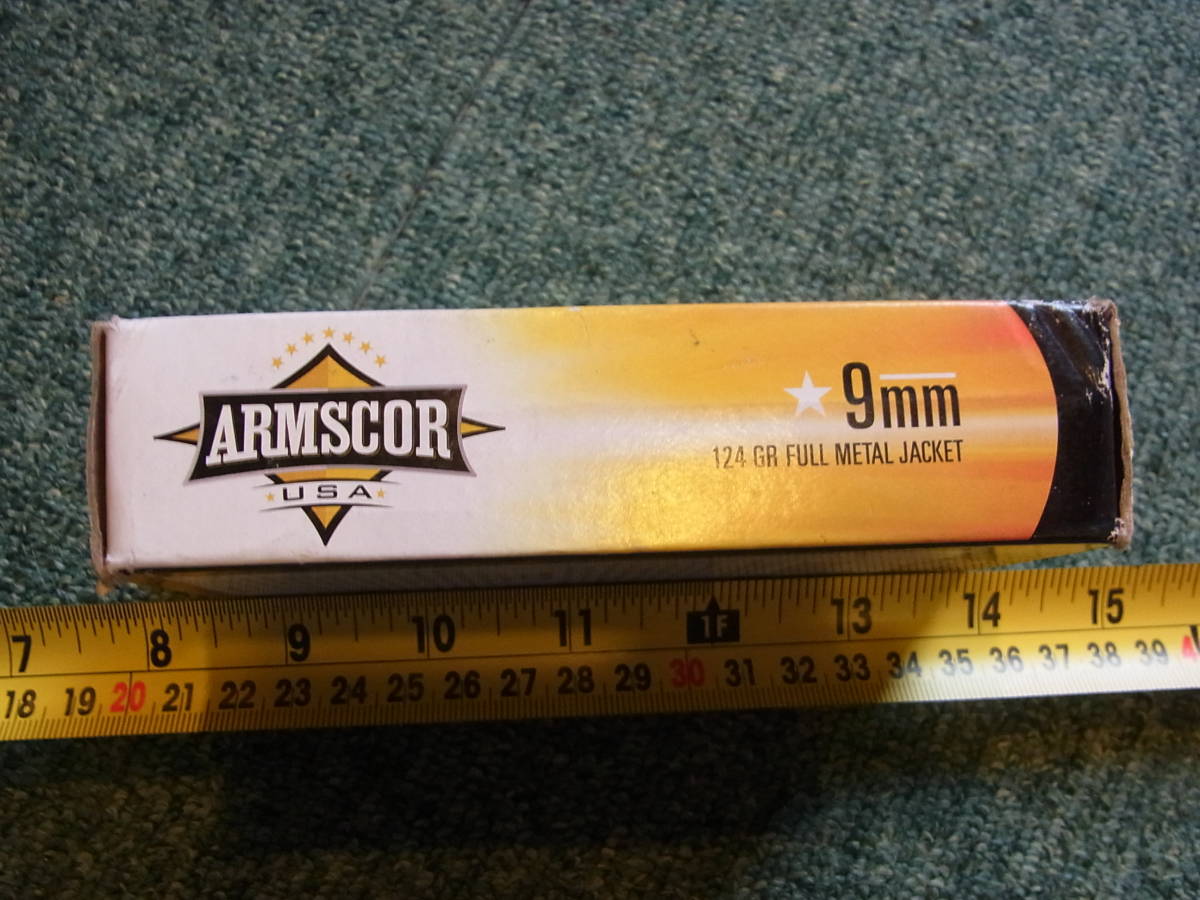 ARMSCOR
USA
9mm
124 GR FULL METAL JACKET
7 8 9 10 11 1F 13 14 15
18 19 20 21 22 23 24 25 26 27 28 29 30 31 32 33 34 35 36 37 38 39 4